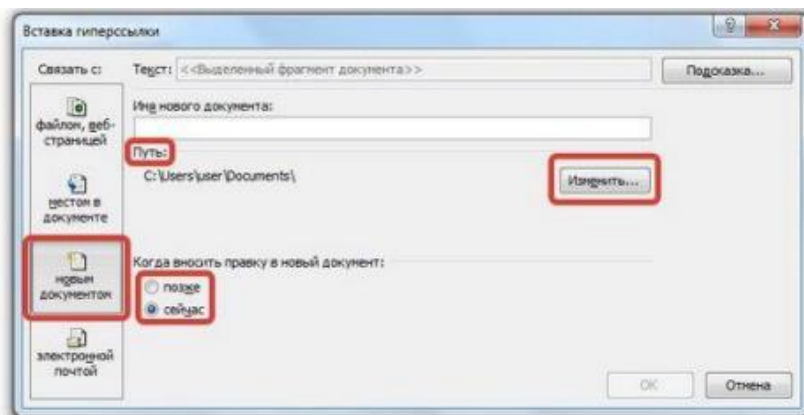 Вставка гиперссылки
Связать с:
Текст: <<Выделенный фрагмент документа>>
Подсказка...
файлом, веб-
страницей
Имя нового документа:
Путь:
C:\Users\user\Documents\
Изменить...
местом в
документе
новым
документом
Когда вносить правку в новый документ:
позже
сейчас
электронной
почтой
ОК
Отмена